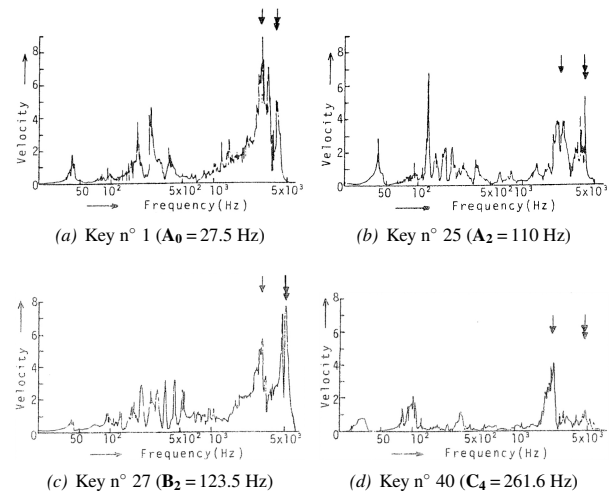 8
6
4
2
0
Velocity
50 10² 5x10² 10³ 5x10³
Frequency(Hz)
(a) Key n° 1 (A₀ = 27.5 Hz)
8
6
4
2
0
Velocity
50 10² 5x10² 10³ 5x10³
Frequency(Hz)
(b) Key n° 25 (A₂ = 110 Hz)
8
6
4
2
0
Velocity
50 10² 5x10² 10³ 5x10³
Frequency(Hz)
(c) Key n° 27 (B₂ = 123.5 Hz)
8
6
4
2
0
Velocity
50 10² 5x10² 10³ 5x10³
Frequency(Hz)
(d) Key n° 40 (C₄ = 261.6 Hz)